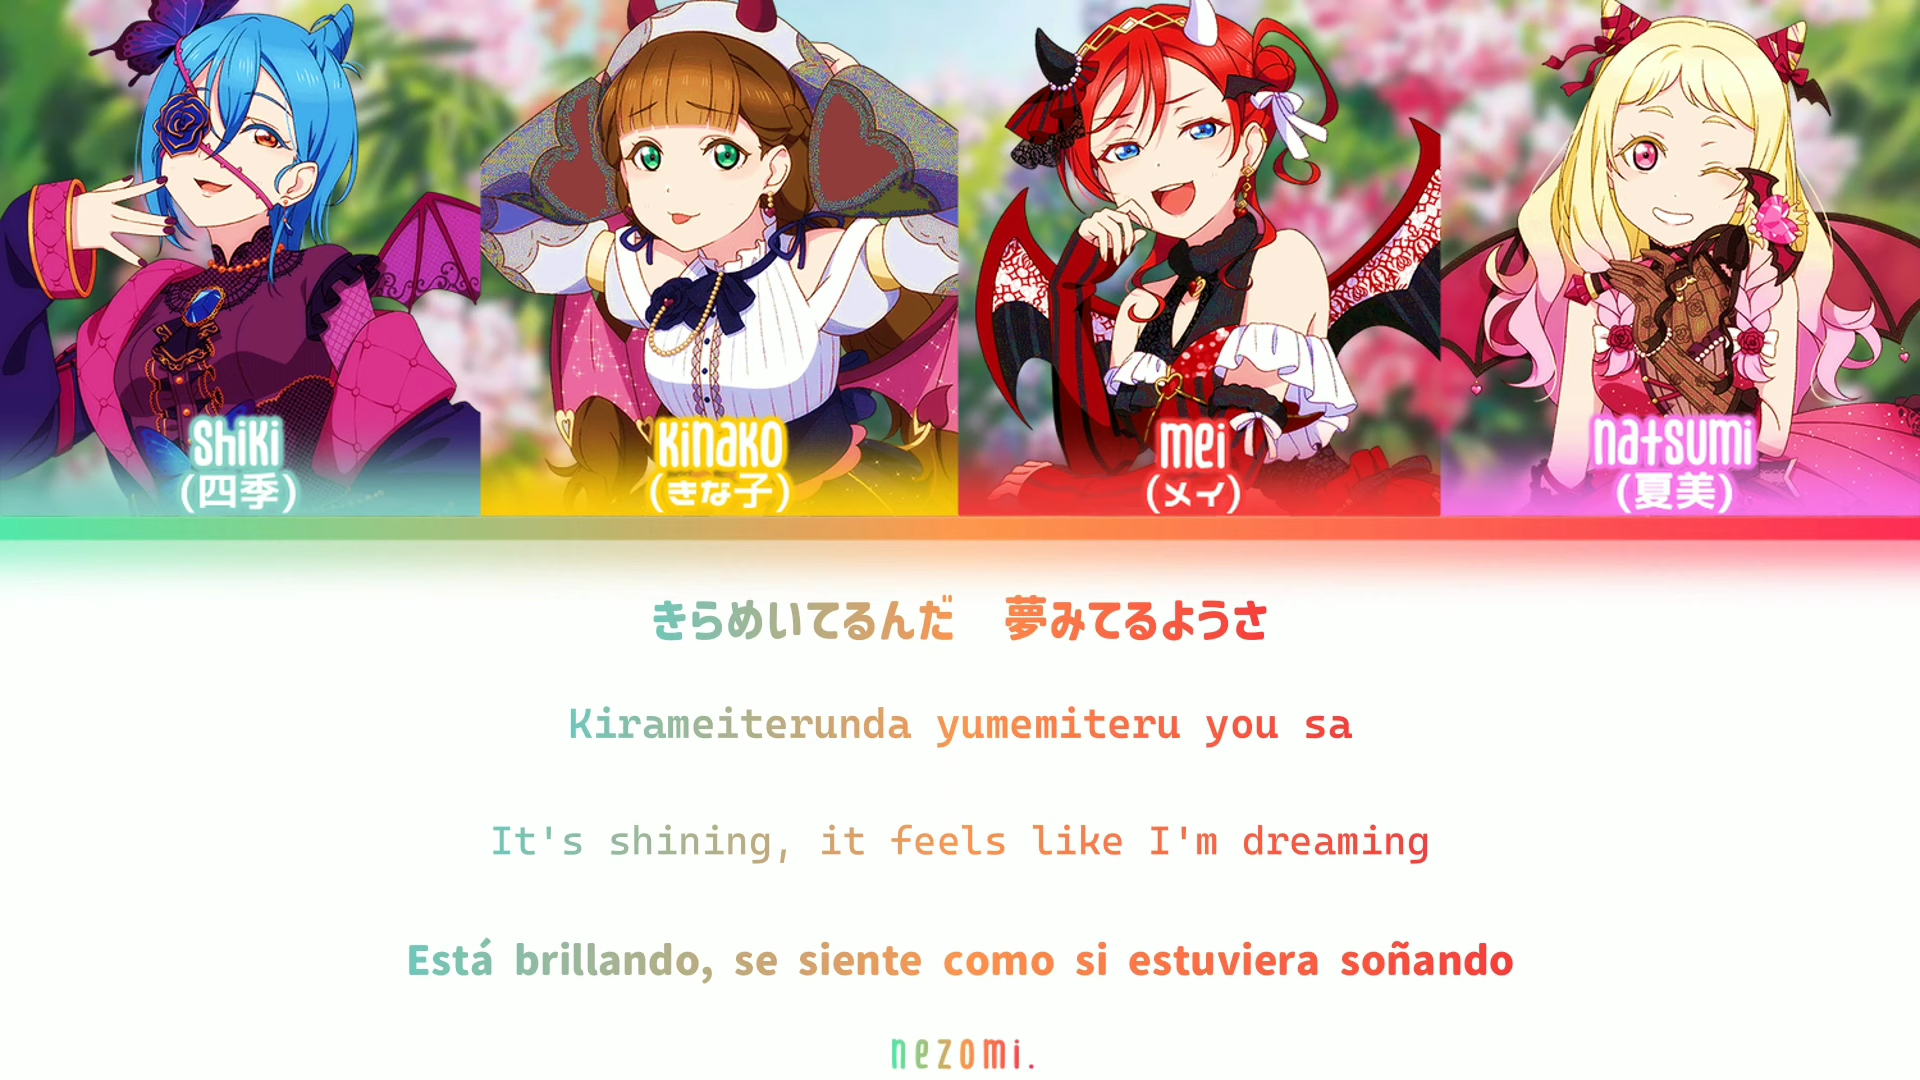 Shiki
(四季)
Kinako
(きな子)
Mei
(メイ)
Natsumi
(夏美)
きらめいてるんだ　夢みてるようさ
Kirameiterunda yumemiteru you sa
It's shining, it feels like I'm dreaming
Está brillando, se siente como si estuviera soñando
nezomi.